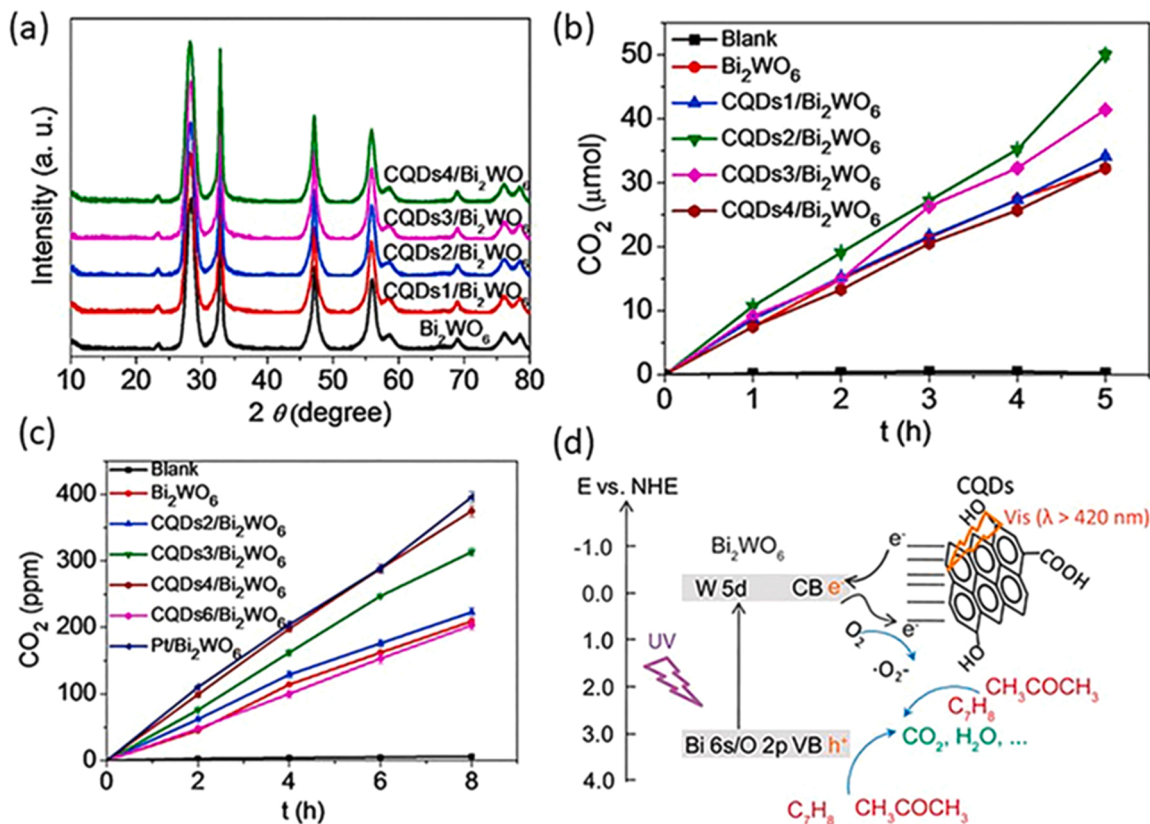 (a)
Intensity (a. u.)
CQDs4/Bi₂WO₆
CQDs3/Bi₂WO₆
CQDs2/Bi₂WO₆
CQDs1/Bi₂WO₆
Bi₂WO₆
10 20 30 40 50 60 70 80
2 θ (degree)
(b)
Blank
Bi₂WO₆
CQDs1/Bi₂WO₆
CQDs2/Bi₂WO₆
CQDs3/Bi₂WO₆
CQDs4/Bi₂WO₆
CO₂ (μmol)
50
40
30
20
10
0
0 1 2 3 4 5
t (h)
(c)
Blank
Bi₂WO₆
CQDs2/Bi₂WO₆
CQDs3/Bi₂WO₆
CQDs4/Bi₂WO₆
CQDs6/Bi₂WO₆
Pt/Bi₂WO₆
CO₂ (ppm)
400
300
200
100
0
0 2 4 6 8
t (h)
(d)
E vs. NHE
-1.0
0.0
1.0
2.0
3.0
4.0
CQDs
HO
Vis (λ > 420 nm)
Bi₂WO₆
e⁻
COOH
W 5d CB e⁻
e⁻
O₂
HO
UV
·O₂⁻
CH₃COCH₃
C₇H₈
Bi 6s/O 2p VB h⁺
CO₂, H₂O, ...
C₇H₈ CH₃COCH₃